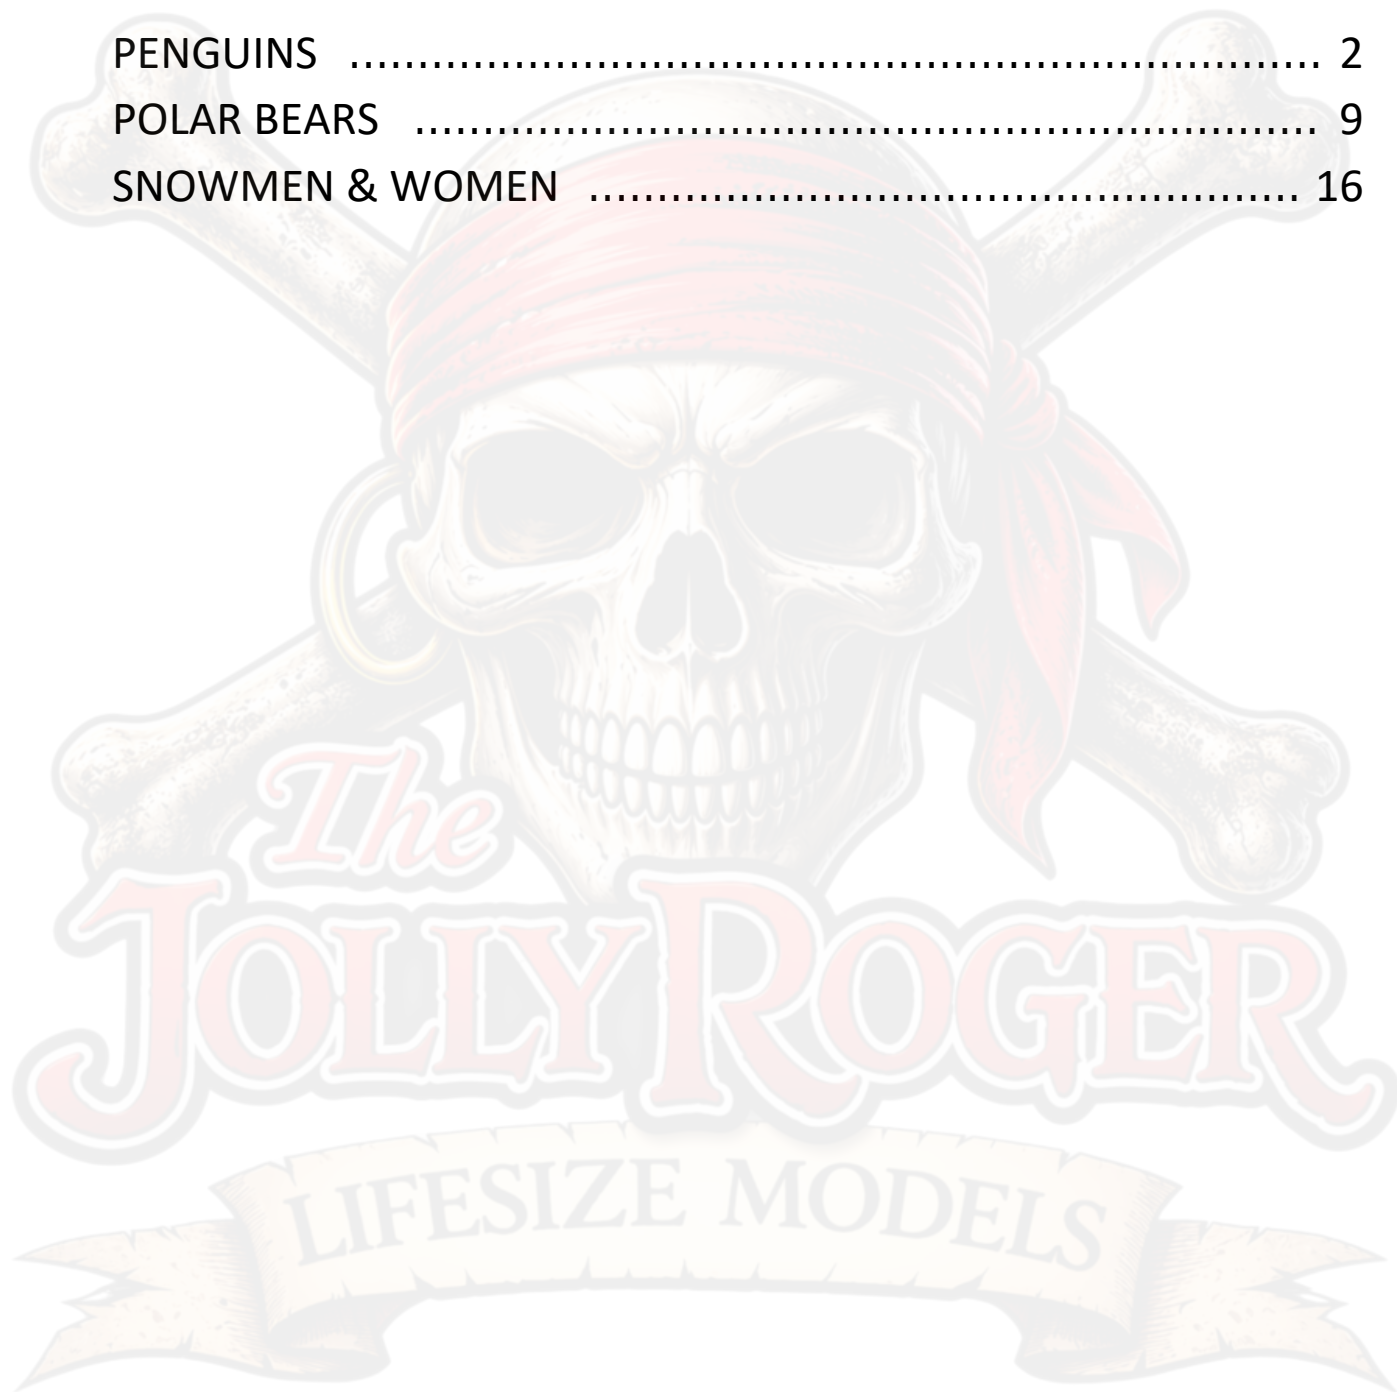 PENGUINS ................................................................ 2
POLAR BEARS ............................................................ 9
SNOWMEN & WOMEN ............................................... 16
The
JOLLY ROGER
LIFESIZE MODELS